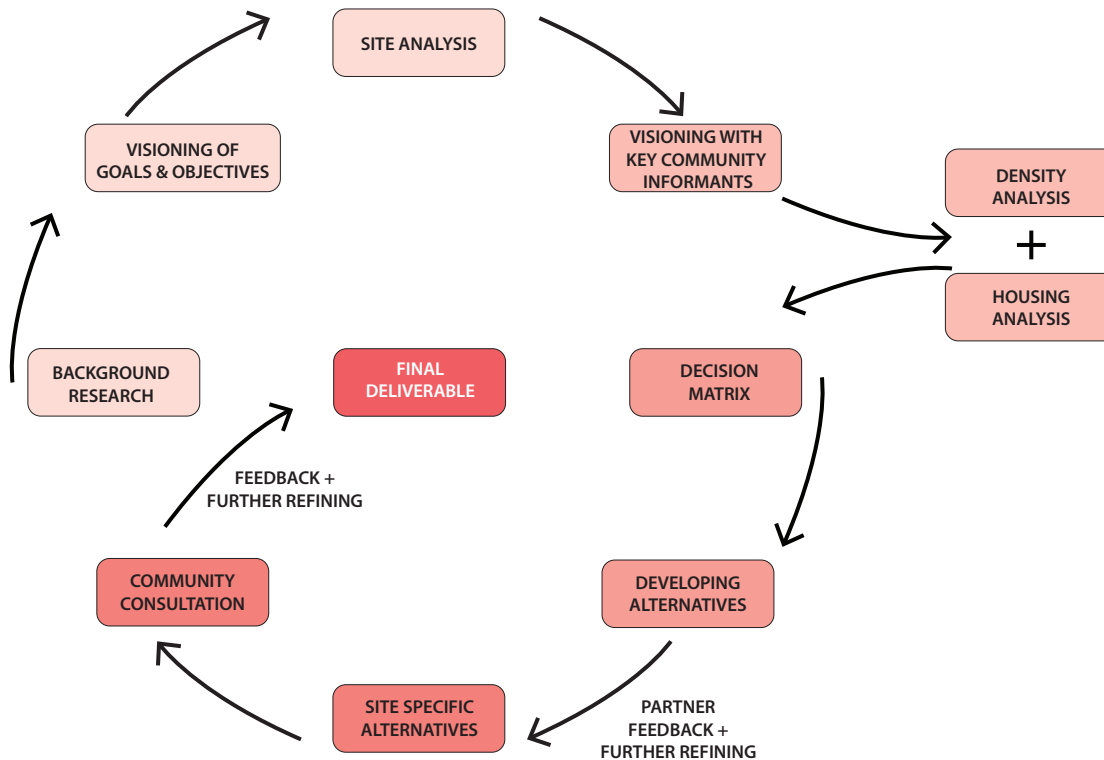 SITE ANALYSIS
VISIONING OF
GOALS & OBJECTIVES
VISIONING WITH
KEY COMMUNITY
INFORMANTS
DENSITY
ANALYSIS
+
HOUSING
ANALYSIS
BACKGROUND
RESEARCH
FINAL
DELIVERABLE
DECISION
MATRIX
FEEDBACK +
FURTHER REFINING
COMMUNITY
CONSULTATION
DEVELOPING
ALTERNATIVES
SITE SPECIFIC
ALTERNATIVES
PARTNER
FEEDBACK +
FURTHER REFINING